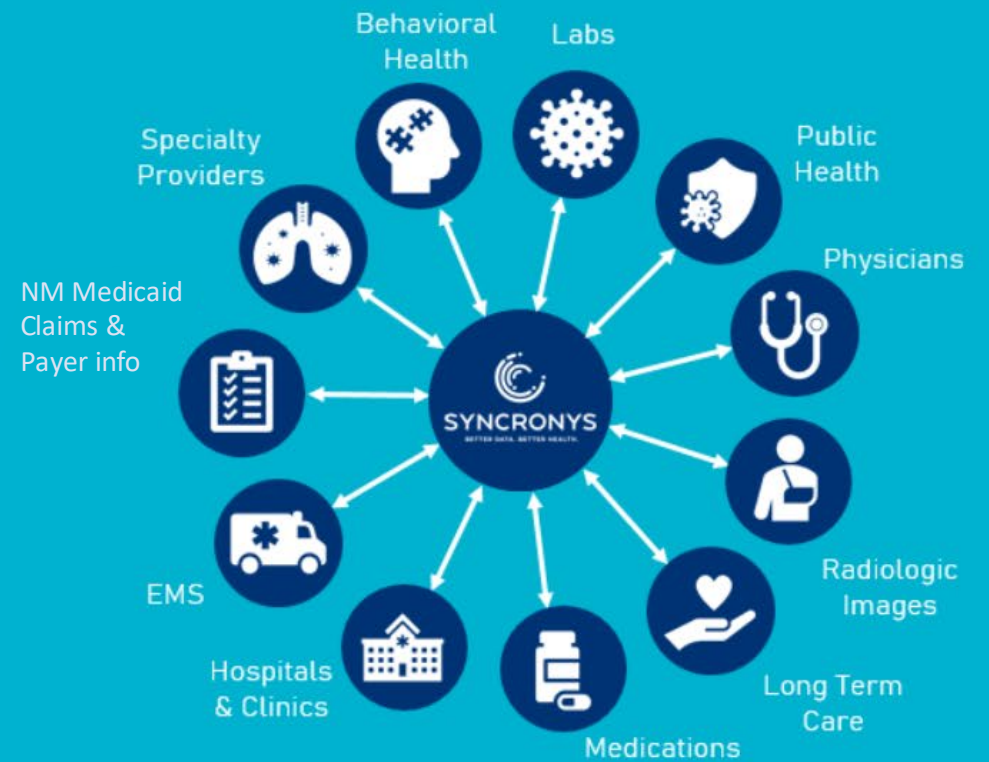 Behavioral
Health
Labs
Specialty
Providers
Public
Health
Physicians
NM Medicaid
Claims &
Payer info
SYNCRONYS
BETTER DATA. BETTER HEALTH.
EMS
Radiologic
Images
Hospitals
& Clinics
Long Term
Care
Medications